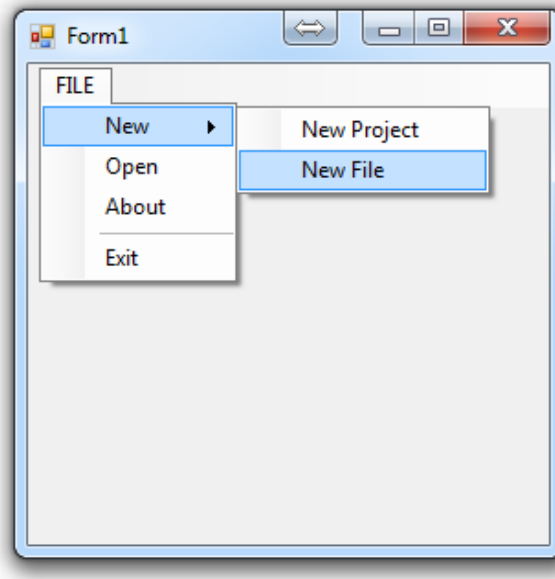 Form1
FILE
New
New Project
Open
New File
About
Exit